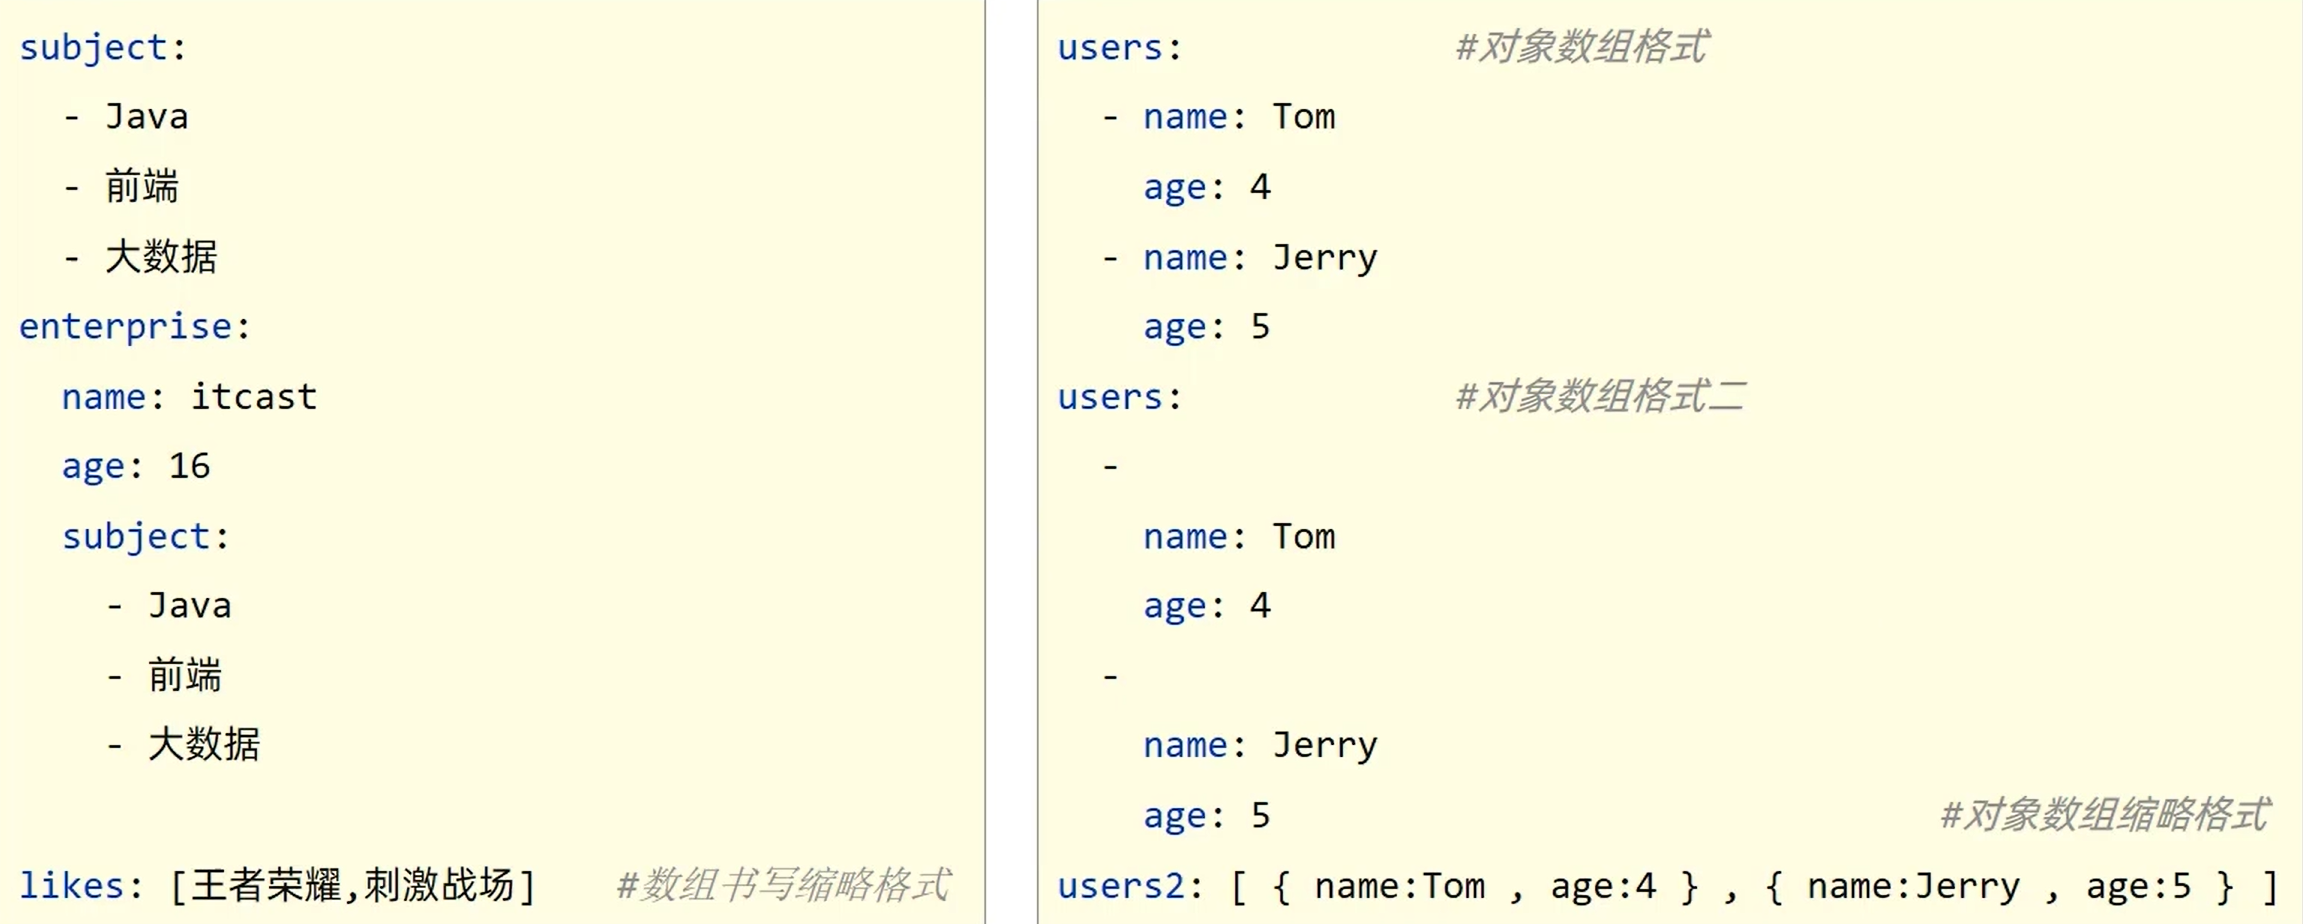 subject:
  - Java
  - 前端
  - 大数据
enterprise:
  name: itcast
  age: 16
  subject:
    - Java
    - 前端
    - 大数据
likes: [王者荣耀,刺激战场]    #数组书写缩略格式
users:             #对象数组格式
  - name: Tom
    age: 4
  - name: Jerry
    age: 5
users:             #对象数组格式二
  -
    name: Tom
    age: 4
  -
    name: Jerry
    age: 5                                #对象数组缩略格式
users2: [ { name:Tom , age:4 } , { name:Jerry , age:5 } ]